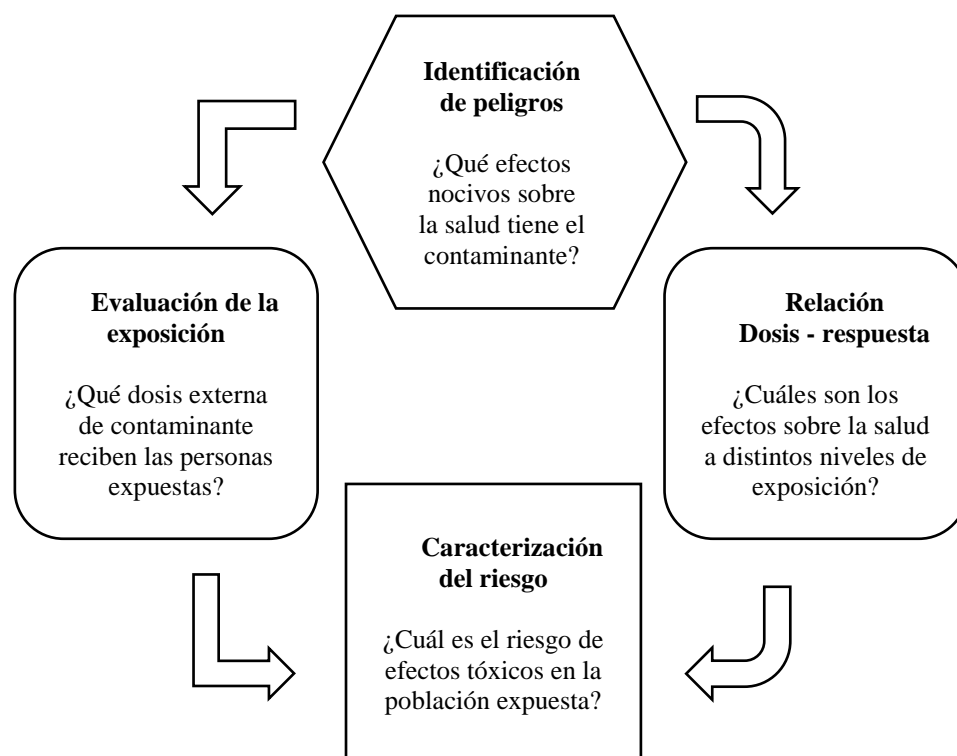 Identificación
de peligros
¿Qué efectos
nocivos sobre
la salud tiene el
contaminante?
Evaluación de la
exposición
¿Qué dosis externa
de contaminante
reciben las personas
expuestas?
Relación
Dosis - respuesta
¿Cuáles son los
efectos sobre la salud
a distintos niveles de
exposición?
Caracterización
del riesgo
¿Cuál es el riesgo de
efectos tóxicos en la
población expuesta?